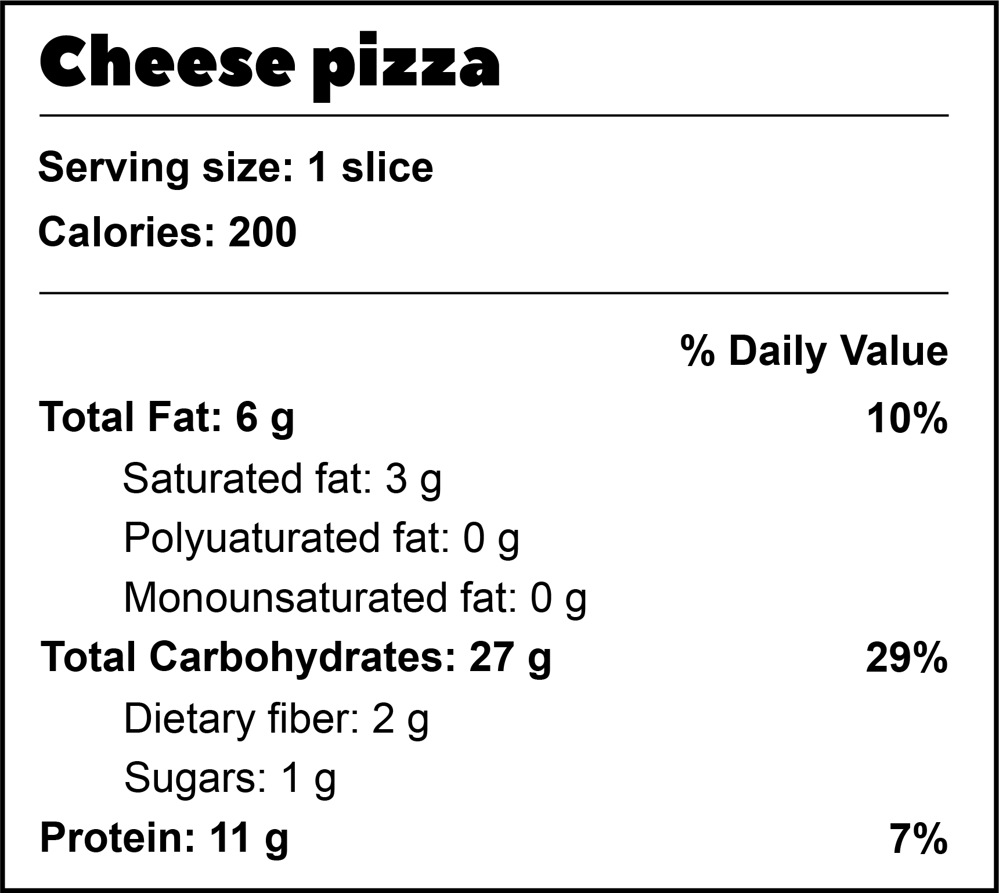 Cheese pizza
Serving size: 1 slice
Calories: 200
% Daily Value
Total Fat: 6 g 10%
Saturated fat: 3 g
Polyuaturated fat: 0 g
Monounsaturated fat: 0 g
Total Carbohydrates: 27 g 29%
Dietary fiber: 2 g
Sugars: 1 g
Protein: 11 g 7%